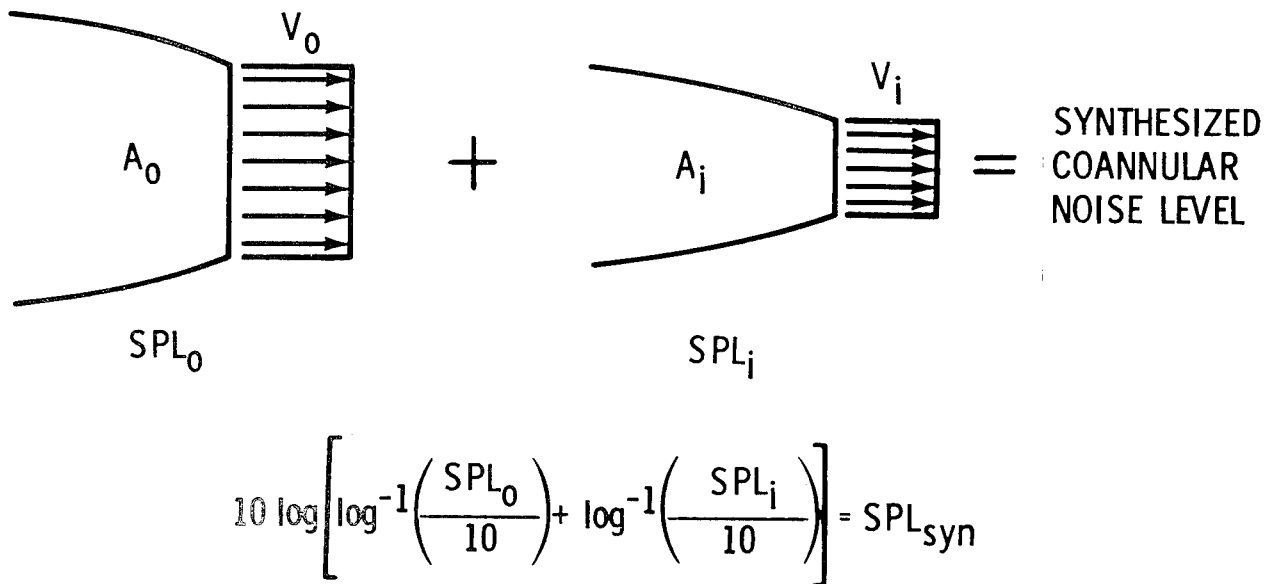 V₀
A₀
+
Vᵢ
Aᵢ
=
SYNTHESIZED
COANNULAR
NOISE LEVEL
SPL₀
SPLᵢ
10 log[log⁻¹(SPL₀/10) + log⁻¹(SPLᵢ/10)] = SPLsyn